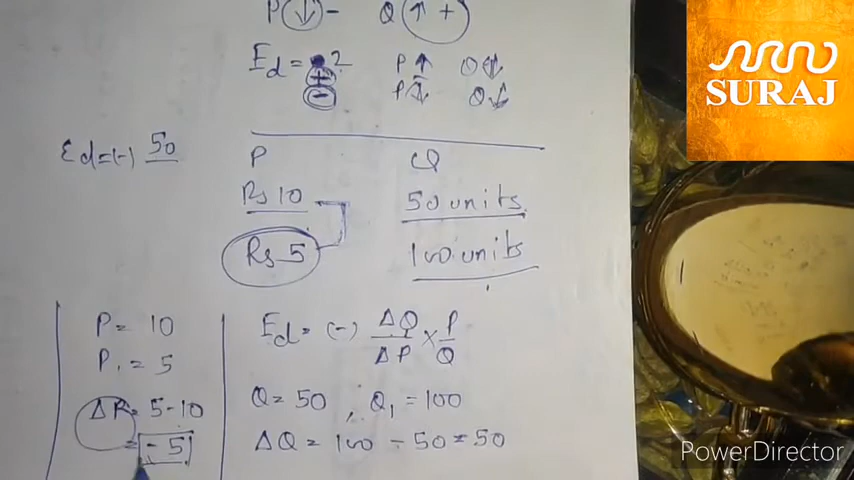 P(↓) - Q(↑ +)
Ed = 2 P↑ Q↓
+ P↓ Q↓
-
P Q
Ed = (-) 50
Rs 10 50 units
Rs 5 100 units
P = 10
P1 = 5
ΔP = 5-10
= -5
Ed = (-) ΔQ/ΔP × P/Q
Q = 50 , Q1 = 100
ΔQ = 100 - 50 = 50
SURAJ
PowerDirector